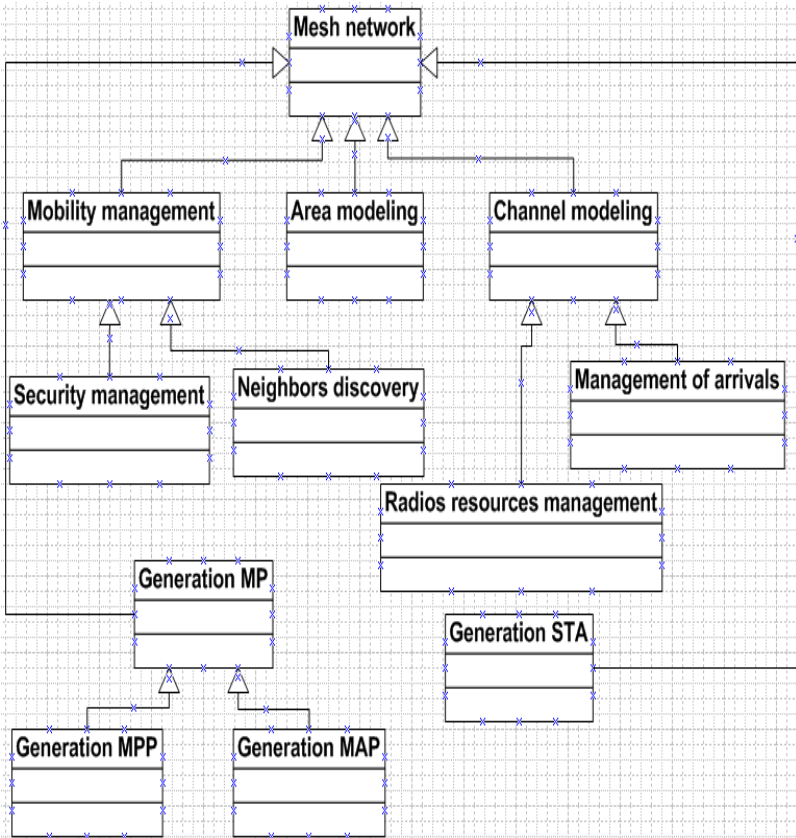 Mesh network
Mobility management
Area modeling
Channel modeling
Security management
Neighbors discovery
Management of arrivals
Radios resources management
Generation MP
Generation STA
Generation MPP
Generation MAP